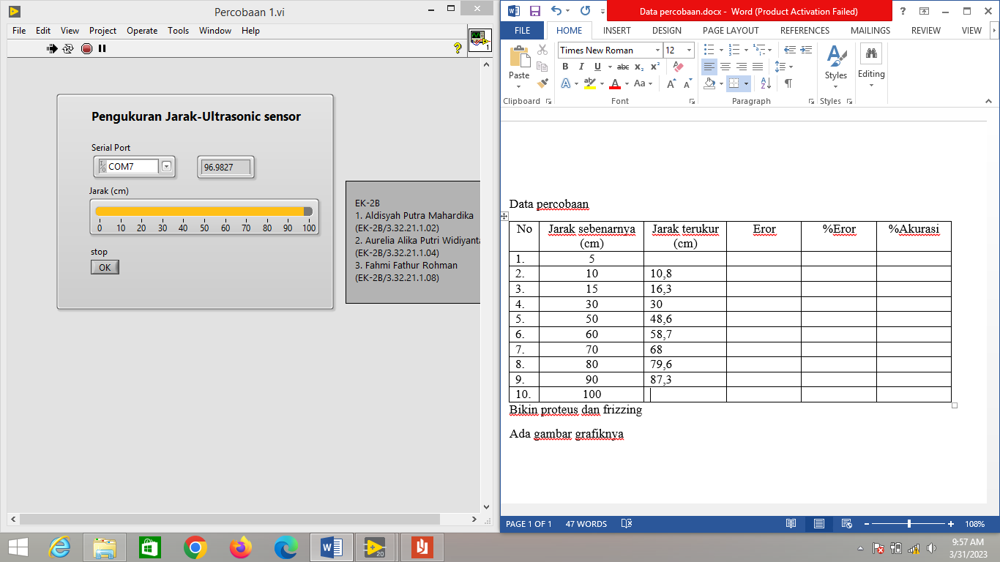 Percobaan 1.vi
File Edit View Project Operate Tools Window Help
1
Pengukuran Jarak-Ultrasonic sensor
Serial Port
I/O COM7 96.9827
Jarak (cm)
0 10 20 30 40 50 60 70 80 90 100
stop
OK
EK-2B
1. Aldisyah Putra Mahardika
(EK-2B/3.32.21.1.02)
2. Aurelia Alika Putri Widiyanta
(EK-2B/3.32.21.1.04)
3. Fahmi Fathur Rohman
(EK-2B/3.32.21.1.08)
Data percobaan.docx - Word (Product Activation Failed)
FILE HOME INSERT DESIGN PAGE LAYOUT REFERENCES MAILINGS REVIEW VIEW
Times New Roman 12
Paste B I U abc x₂ x² Styles Editing
A ab A Aa A A
Clipboard Font Paragraph Styles
Data percobaan
No Jarak sebenarnya (cm) Jarak terukur (cm) Eror %Eror %Akurasi
1. 5
2. 10 10,8
3. 15 16,3
4. 30 30
5. 50 48,6
6. 60 58,7
7. 70 68
8. 80 79,6
9. 90 87,3
10. 100
Bikin proteus dan frizzing
Ada gambar grafiknya
PAGE 1 OF 1 47 WORDS 108%
20
9:57 AM
3/31/2023